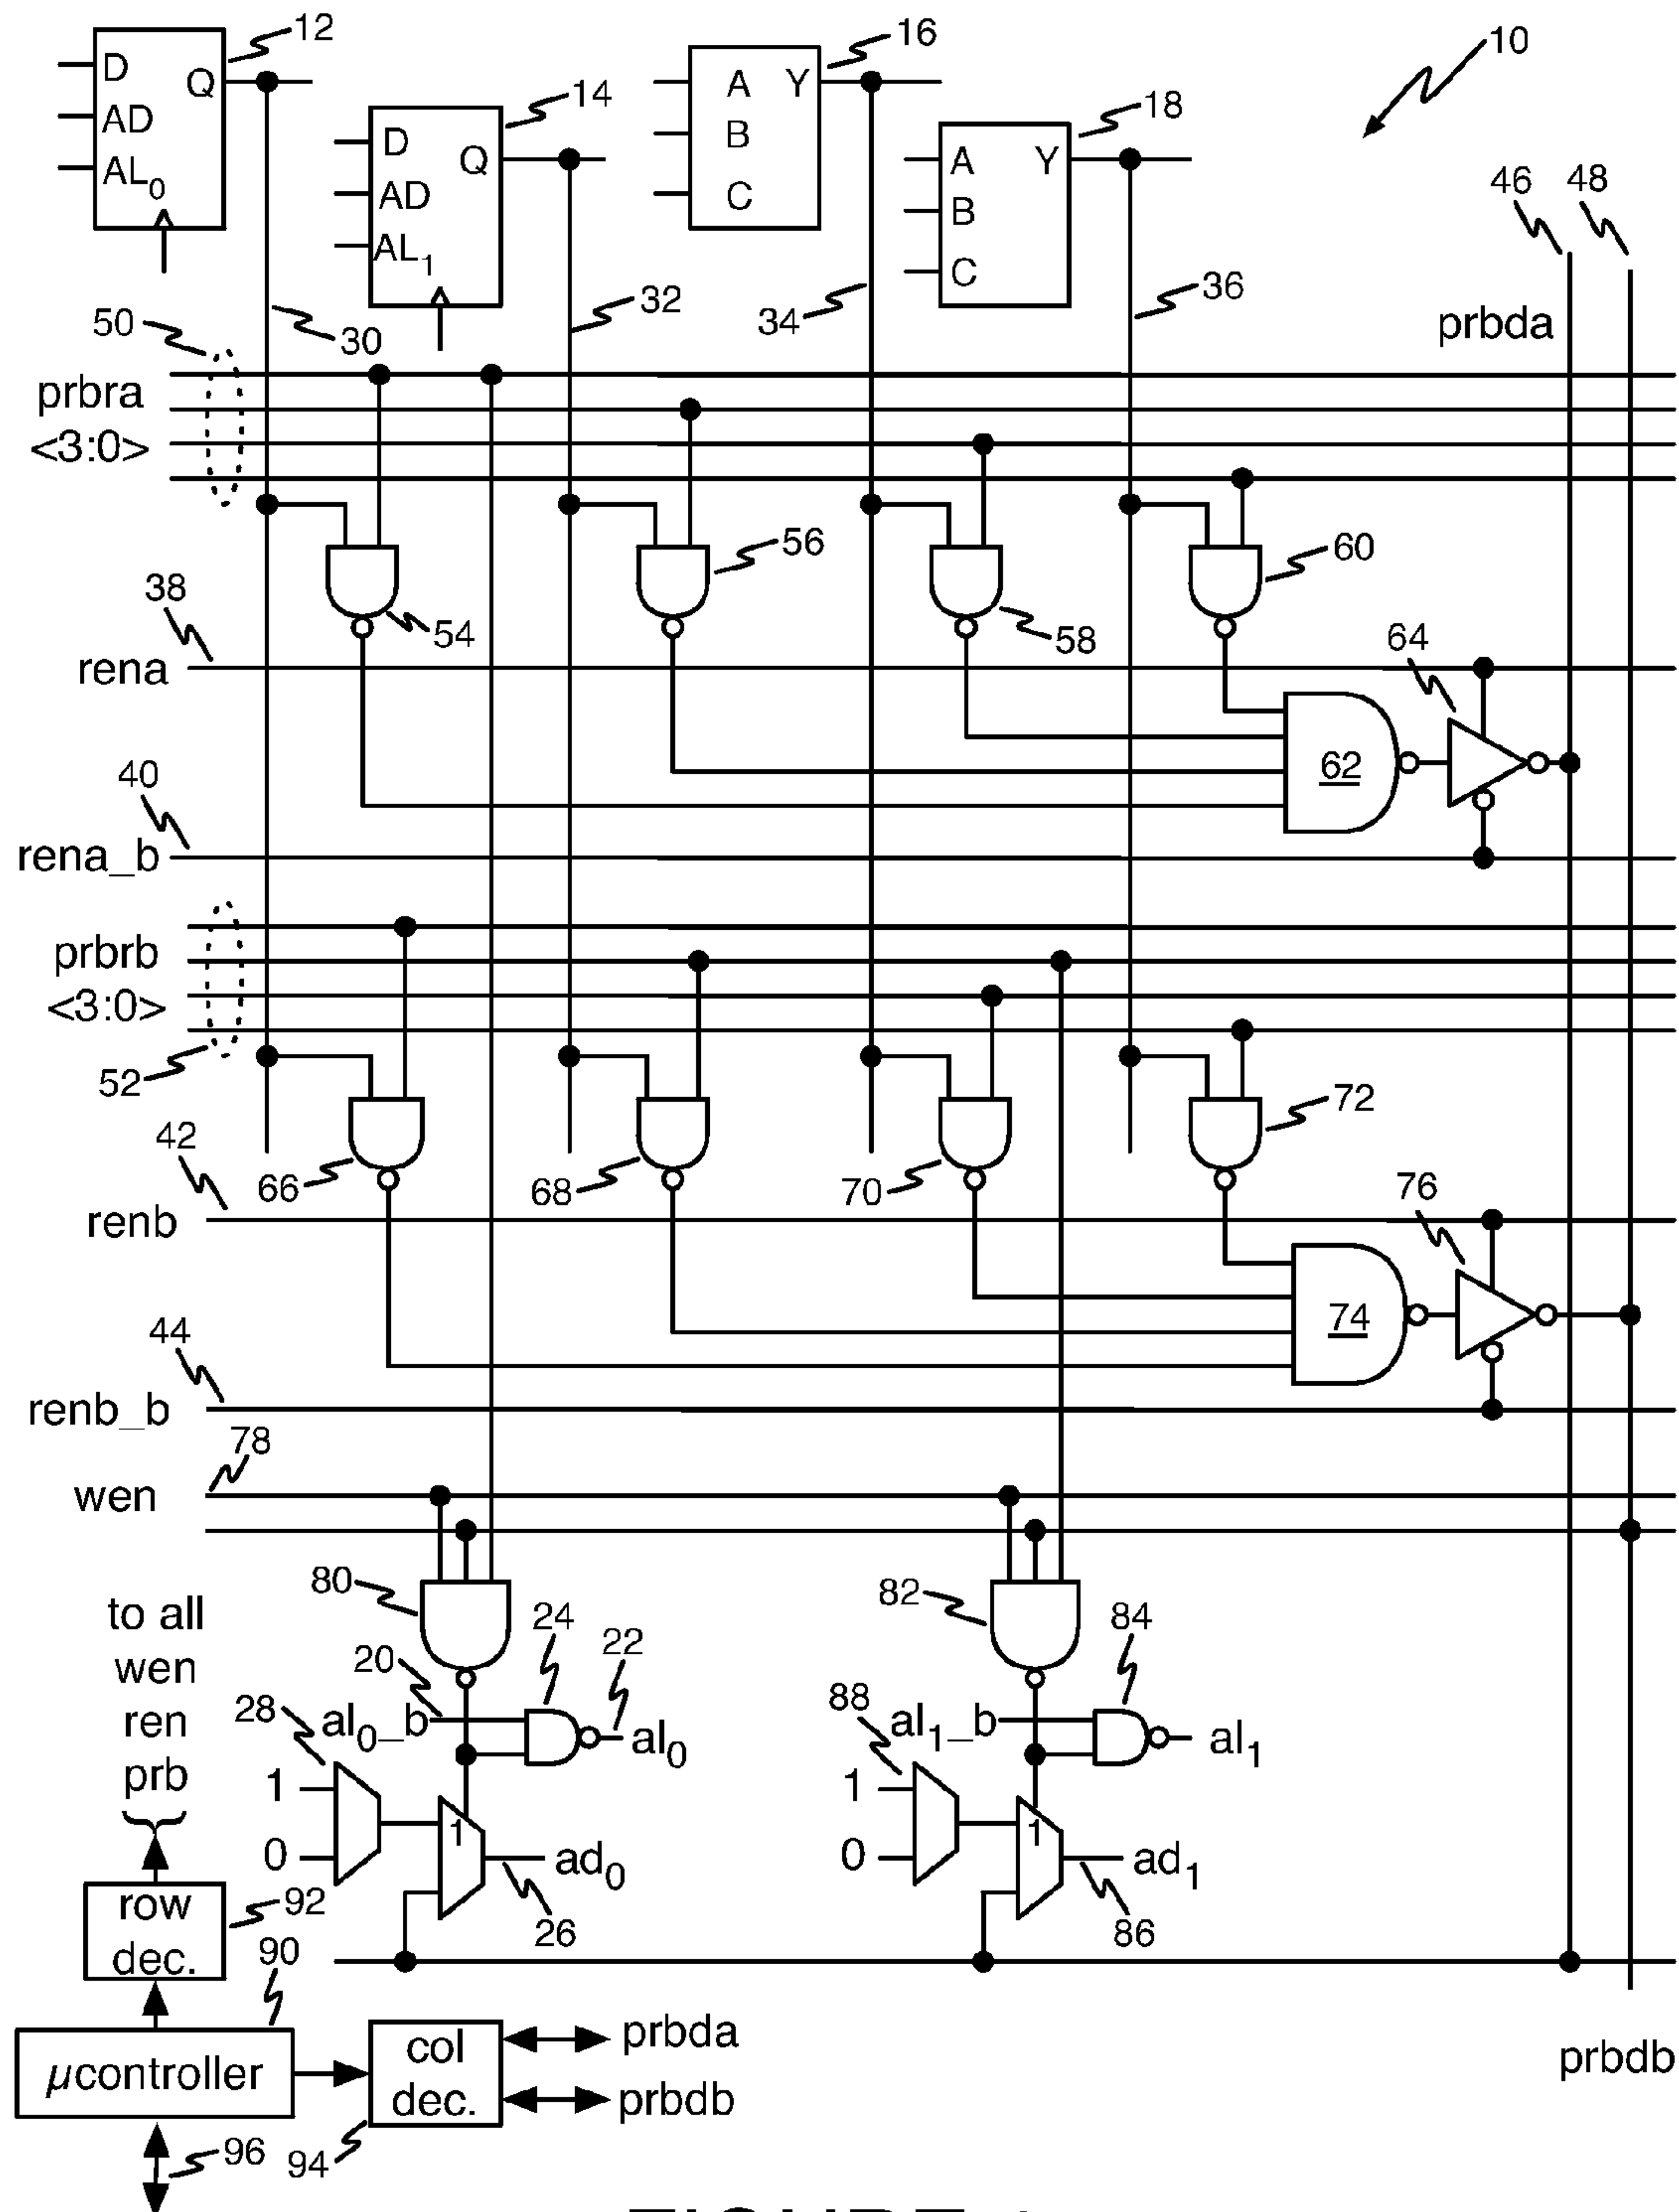 12
D
Q
AD
AL0
14
D
Q
AD
AL1
16
A
Y
B
C
18
A
Y
B
C
10
46
48
50
30
32
34
36
prbda
prbra
<3:0>
56
60
38
54
58
64
rena
62
40
rena_b
prbrb
<3:0>
52
72
42
66
68
70
76
renb
74
44
renb_b
78
wen
80
82
to all
wen
ren
prb
24
22
20
84
28
al0_b
al0
88
al1_b
al1
1
1
0
ad0
1
1
0
ad1
26
86
row
dec.
92
90
µcontroller
col
dec.
prbda
prbdb
prbdb
96
94